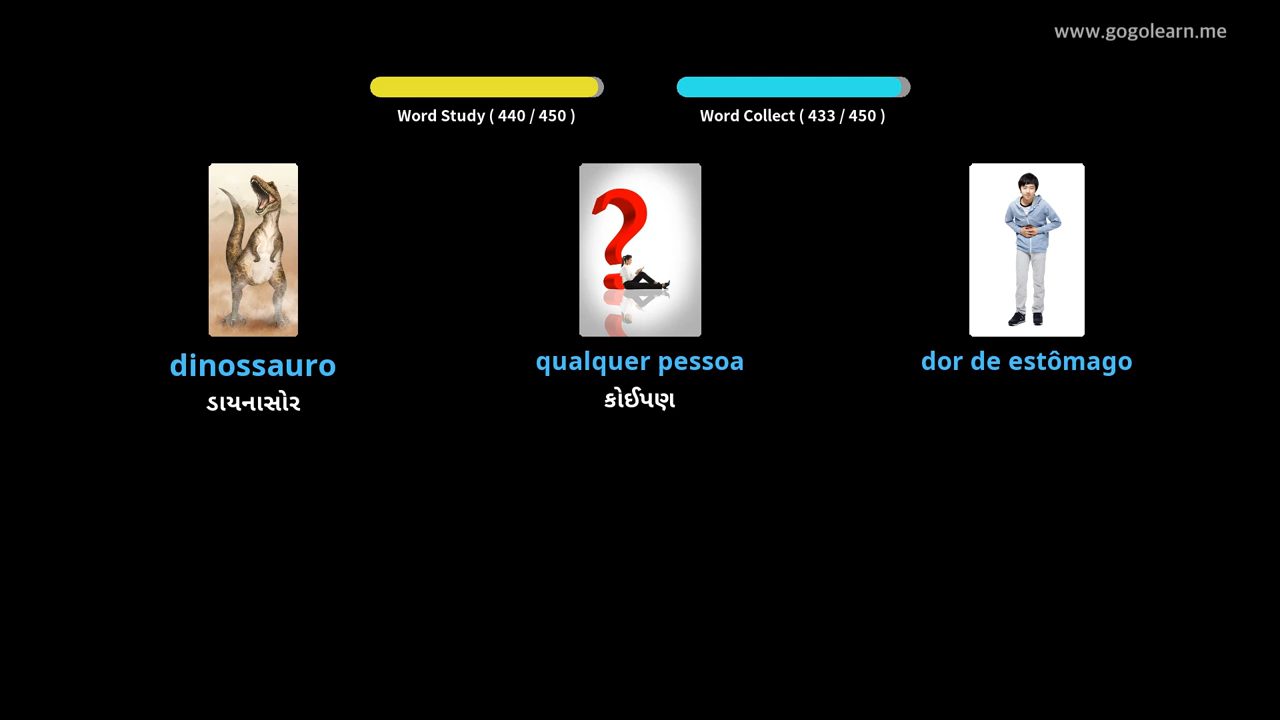 www.gogolearn.me
Word Study ( 440 / 450 )
Word Collect ( 433 / 450 )
dinossauro
qualquer pessoa
dor de estômago
ડાયનાસોર
કોઈપણ